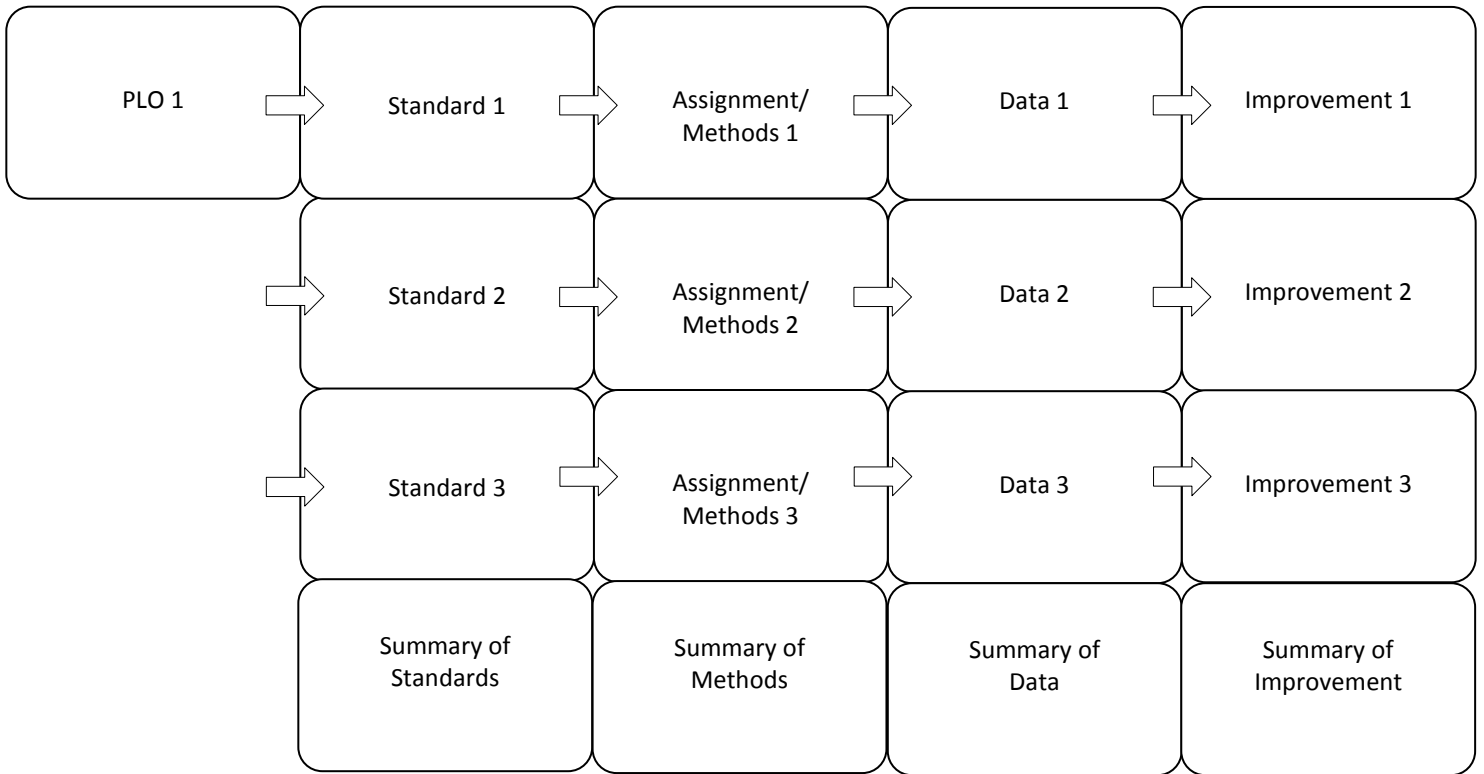 PLO 1
Standard 1
Assignment/
Methods 1
Data 1
Improvement 1
Standard 2
Assignment/
Methods 2
Data 2
Improvement 2
Standard 3
Assignment/
Methods 3
Data 3
Improvement 3
Summary of
Standards
Summary of
Methods
Summary of
Data
Summary of
Improvement